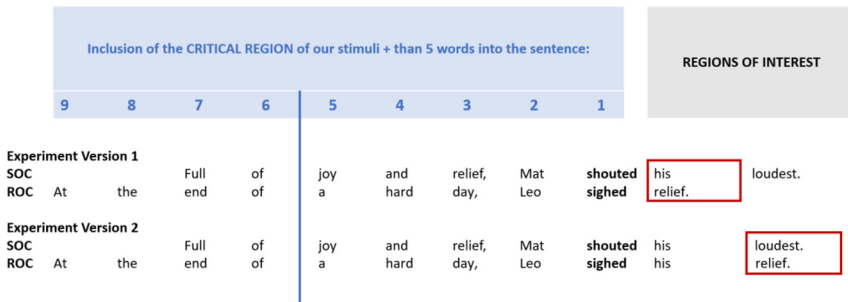 Inclusion of the CRITICAL REGION of our stimuli + than 5 words into the sentence:
REGIONS OF INTEREST
9 8 7 6 5 4 3 2 1
Experiment Version 1
SOC Full of joy and relief, Mat shouted his loudest.
ROC At the end of a hard day, Leo sighed relief.
Experiment Version 2
SOC Full of joy and relief, Mat shouted his loudest.
ROC At the end of a hard day, Leo sighed his relief.